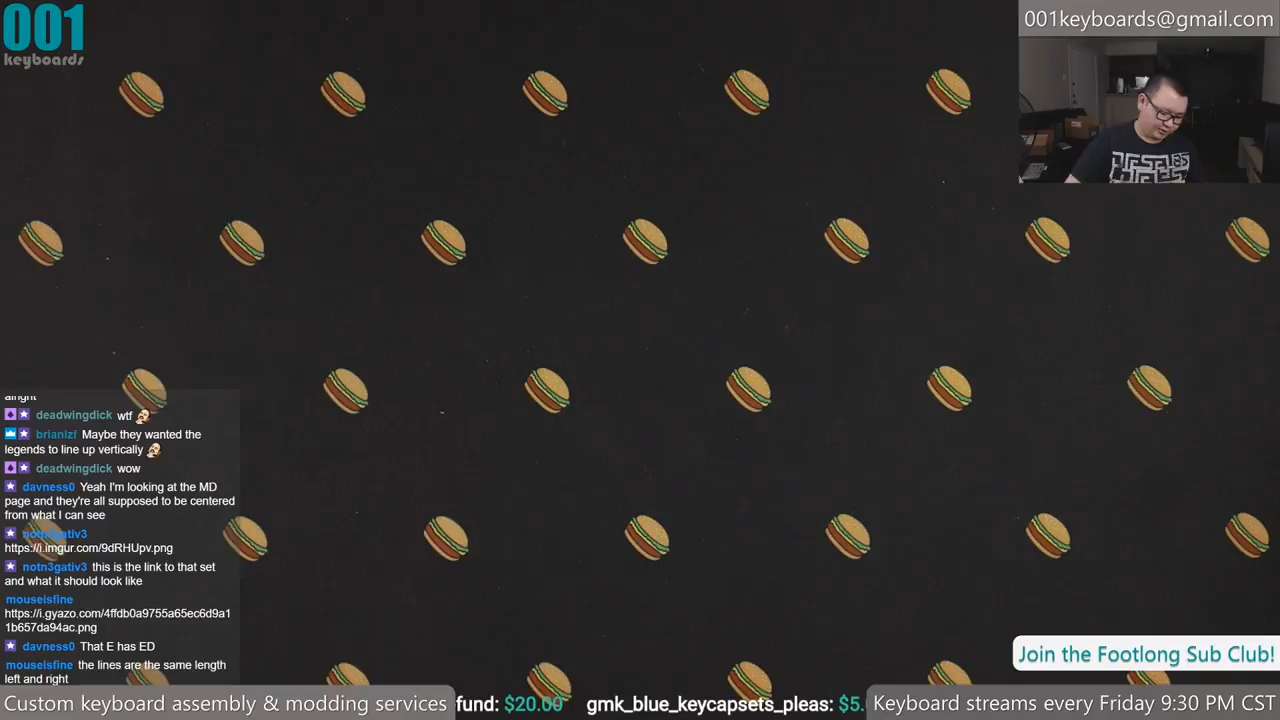 001
keyboards
001keyboards@gmail.com
alright
deadwingdick wtf
brianlzf Maybe they wanted the
legends to line up vertically
deadwingdick wow
davness0 Yeah I'm looking at the MD
page and they're all supposed to be centered
from what I can see
notn3gativ3
https://i.imgur.com/9dRHUpv.png
notn3gativ3 this is the link to that set
and what it should look like
mouseisfine
https://i.gyazo.com/4ffdb0a9755a65ec6d9a1
1b657da94ac.png
davness0 That E has ED
mouseisfine the lines are the same length
left and right
Join the Footlong Sub Club!
Custom keyboard assembly & modding services
fund: $20.00 gmk_blue_keycapsets_pleas: $5.
Keyboard streams every Friday 9:30 PM CST